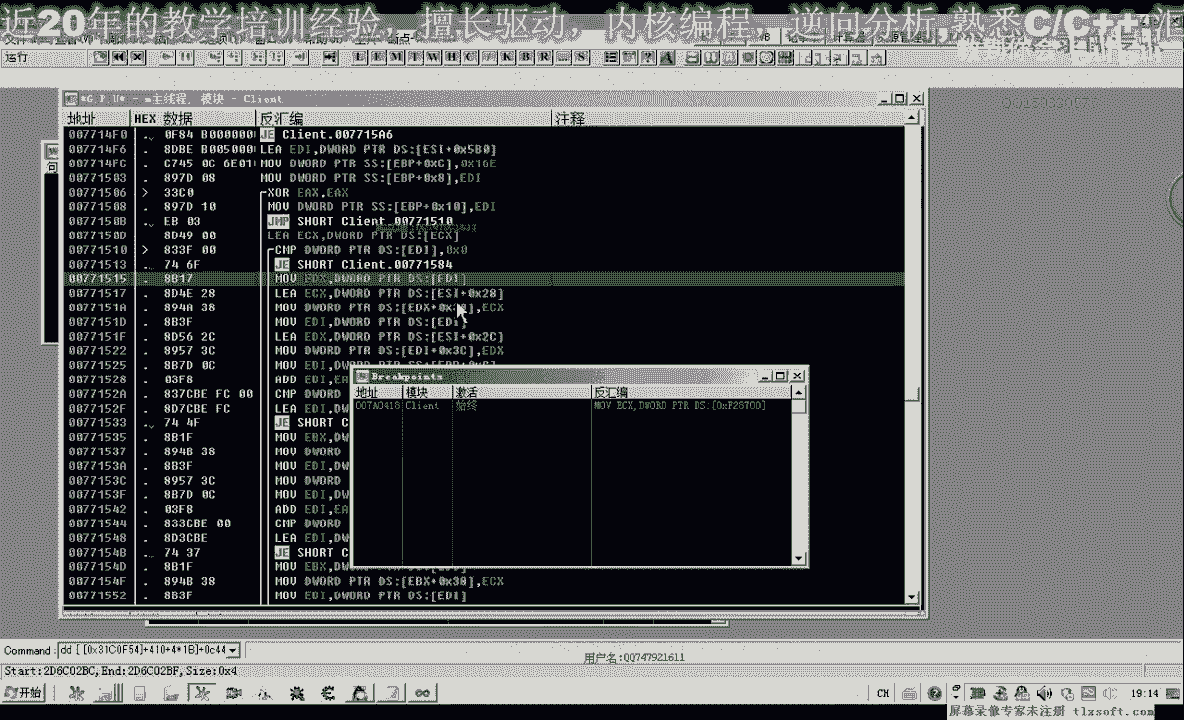 近20年的教学培训经验，擅长驱动，内核编程，逆向分析,熟悉C/C++
运行
*G.P.U* - 主线程, 模块 - Client
地址 HEX 数据 反汇编 注释
007714F0 .. 0F84 B0000000 JE Client.007715A6
007714F6 . 8DBE B0050000 LEA EDI,DWORD PTR DS:[ESI+0x5B0]
007714FC . C745 0C 6E01 MOV DWORD PTR SS:[EBP+0xC],0x16E
00771503 . 897D 08 MOV DWORD PTR SS:[EBP+0x8],EDI
00771506 > 33C0 XOR EAX,EAX
00771508 . 897D 10 MOV DWORD PTR SS:[EBP+0x10],EDI
0077150B .. EB 03 JMP SHORT Client.00771510
0077150D 8D49 00 LEA ECX,DWORD PTR DS:[ECX]
00771510 > 833F 00 CMP DWORD PTR DS:[EDI],0x0
00771513 .. 74 6F JE SHORT Client.00771584
00771515 . 8B17 MOV EDX,DWORD PTR DS:[EDI]
00771517 . 8D4E 28 LEA ECX,DWORD PTR DS:[ESI+0x28]
0077151A . 894A 38 MOV DWORD PTR DS:[EDX+0x38],ECX
0077151D . 8B3F MOV EDI,DWORD PTR DS:[EDI]
0077151F . 8D56 2C LEA EDX,DWORD PTR DS:[ESI+0x2C]
00771522 . 8957 3C MOV DWORD PTR DS:[EDI+0x3C],EDX
00771525 . 8B7D 0C MOV EDI,DWORD PTR SS:[EBP+0xC]
00771528 . 03F8 ADD EDI,EA
0077152A . 837CBE FC 00 CMP DWORD
0077152F . 8D7CBE FC LEA EDI,DW
00771533 .. 74 4F JE SHORT C
00771535 . 8B1F MOV EBX,DW
00771537 . 894B 38 MOV DWORD
0077153A . 8B3F MOV EDI,DW
0077153C . 8957 3C MOV DWORD
0077153F . 8B7D 0C MOV EDI,DW
00771542 . 03F8 ADD EDI,EA
00771544 . 833CBE 00 CMP DWORD
00771548 . 8D3CBE LEA EDI,DW
0077154B .. 74 37 JE SHORT C
0077154D . 8B1F MOV EBX,DW
0077154F . 894B 38 MOV DWORD PTR DS:[EBX+0x38],ECX
00771552 . 8B3F MOV EDI,DWORD PTR DS:[EDI]
Breakpoints
地址 模块 激活 反汇编
007A0418 Client 始终 MOV ECX,DWORD PTR DS:[0xF28700]
Command: dd [[0x31C0F54]+410+4*1B]+0c44
用户名:QQ747921611
Start:2D6C02BC,End:2D6C02BF,Size:0x4
开始
CH
19:14
屏幕录像专家未注册 tlxsoft.com